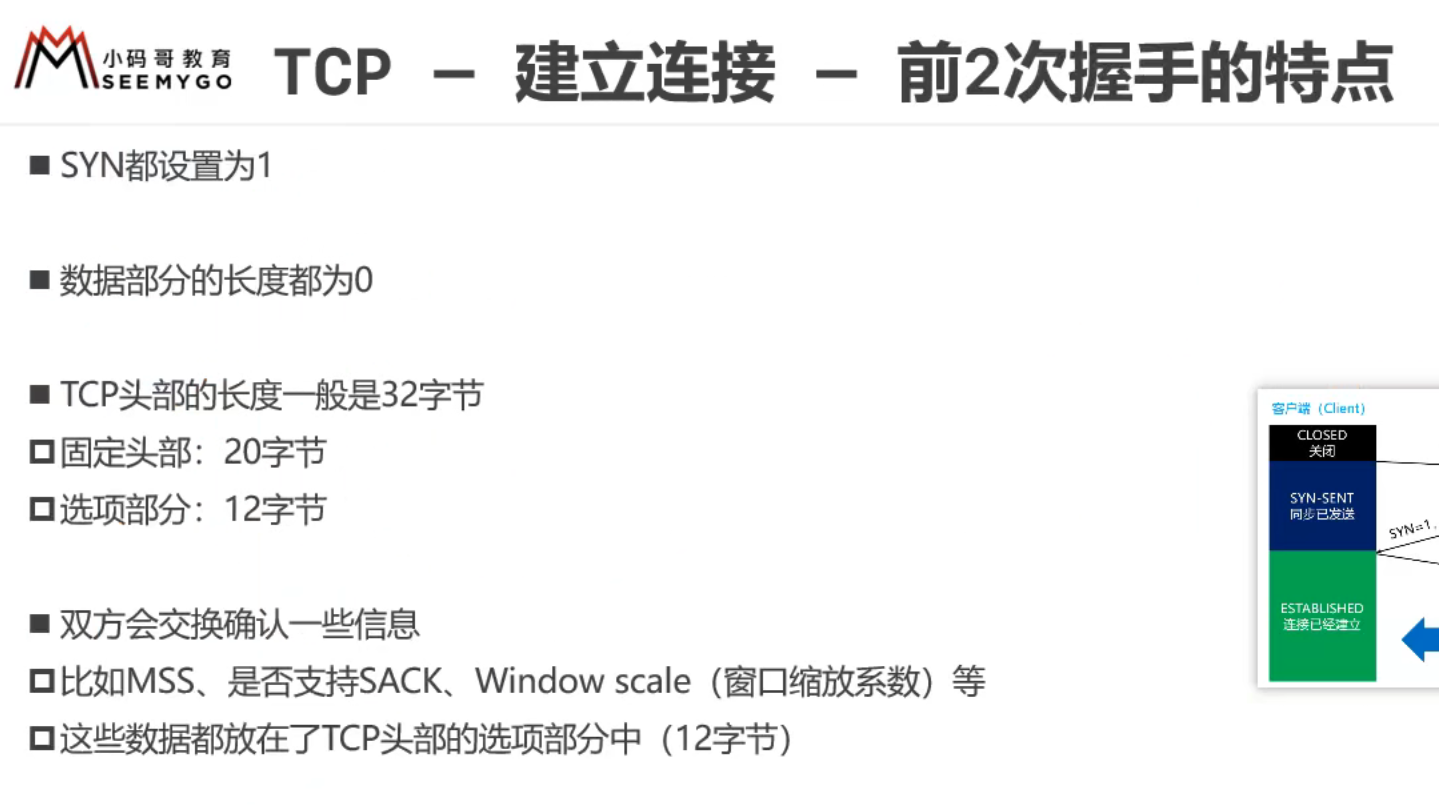 小码哥教育
SEEMYGO
TCP － 建立连接 － 前2次握手的特点
SYN都设置为1
数据部分的长度都为0
TCP头部的长度一般是32字节
固定头部：20字节
选项部分：12字节
双方会交换确认一些信息
比如MSS、是否支持SACK、Window scale（窗口缩放系数）等
这些数据都放在了TCP头部的选项部分中（12字节）
客户端（Client）
CLOSED
关闭
SYN-SENT
同步已发送
SYN=1,
ESTABLISHED
连接已经建立